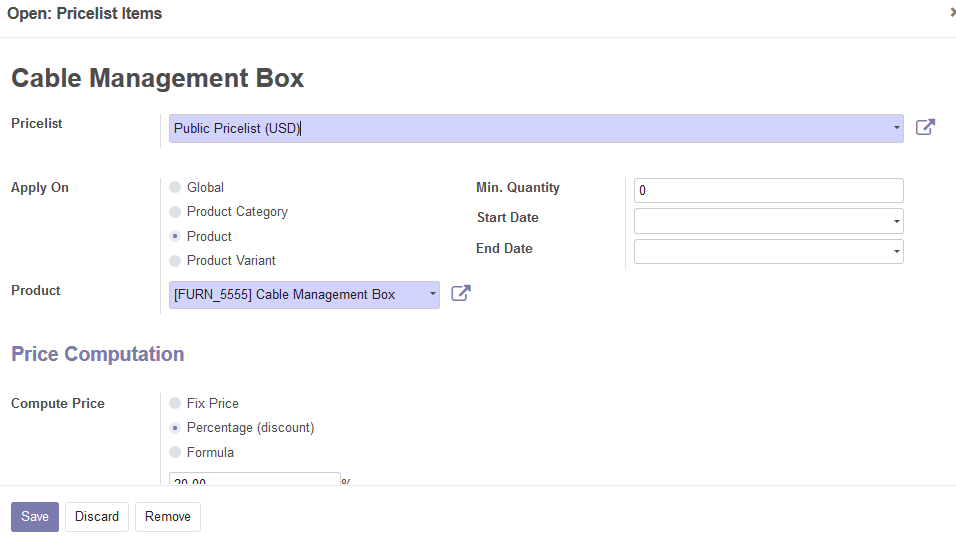 Open: Pricelist Items
×
Cable Management Box
Pricelist
Public Pricelist (USD)
Apply On
Global
Product Category
Product
Product Variant
Min. Quantity
0
Start Date
End Date
Product
[FURN_5555] Cable Management Box
Price Computation
Compute Price
Fix Price
Percentage (discount)
Formula
20.00 %
Save Discard Remove